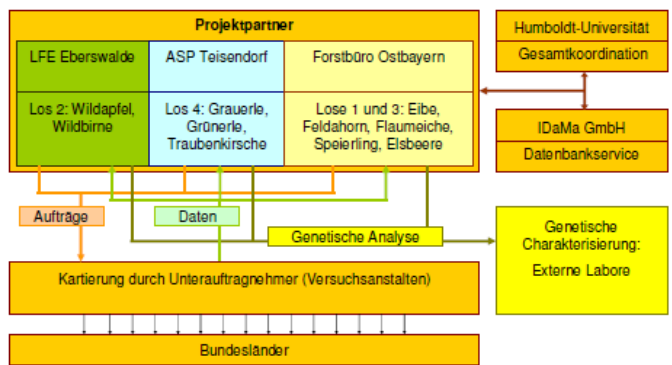 Projektpartner
LFE Eberswalde
ASP Teisendorf
Forstbüro Ostbayern
Los 2: Wildapfel,
Wildbirne
Los 4: Grauerle,
Grünerle,
Traubenkirsche
Lose 1 und 3: Eibe,
Feldahorn, Flaumeiche,
Speierling, Elsbeere
Humboldt-Universität
Gesamtkoordination
IDaMa GmbH
Datenbankservice
Aufträge
Daten
Genetische Analyse
Genetische
Charakterisierung:
Externe Labore
Kartierung durch Unterauftragnehmer (Versuchsanstalten)
Bundesländer